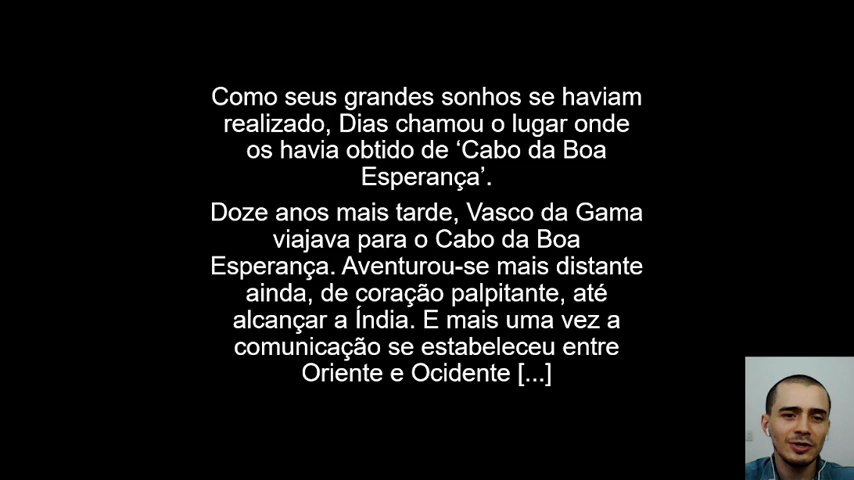 Como seus grandes sonhos se haviam
realizado, Dias chamou o lugar onde
os havia obtido de ‘Cabo da Boa
Esperança’.
Doze anos mais tarde, Vasco da Gama
viajava para o Cabo da Boa
Esperança. Aventurou-se mais distante
ainda, de coração palpitante, até
alcançar a Índia. E mais uma vez a
comunicação se estabeleceu entre
Oriente e Ocidente [...]